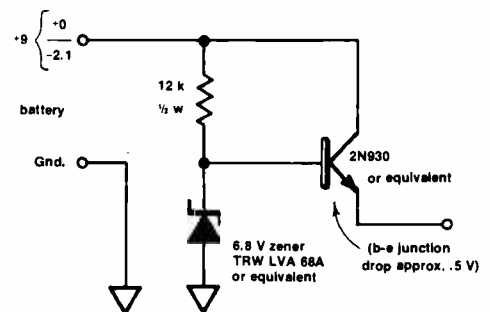 +9 { +0
-2.1
12 k
½ w
battery
Gnd.
2N930
or equivalent
6.8 V zener
TRW LVA 68A
or equivalent
(b-e junction
drop approx. .5 V)